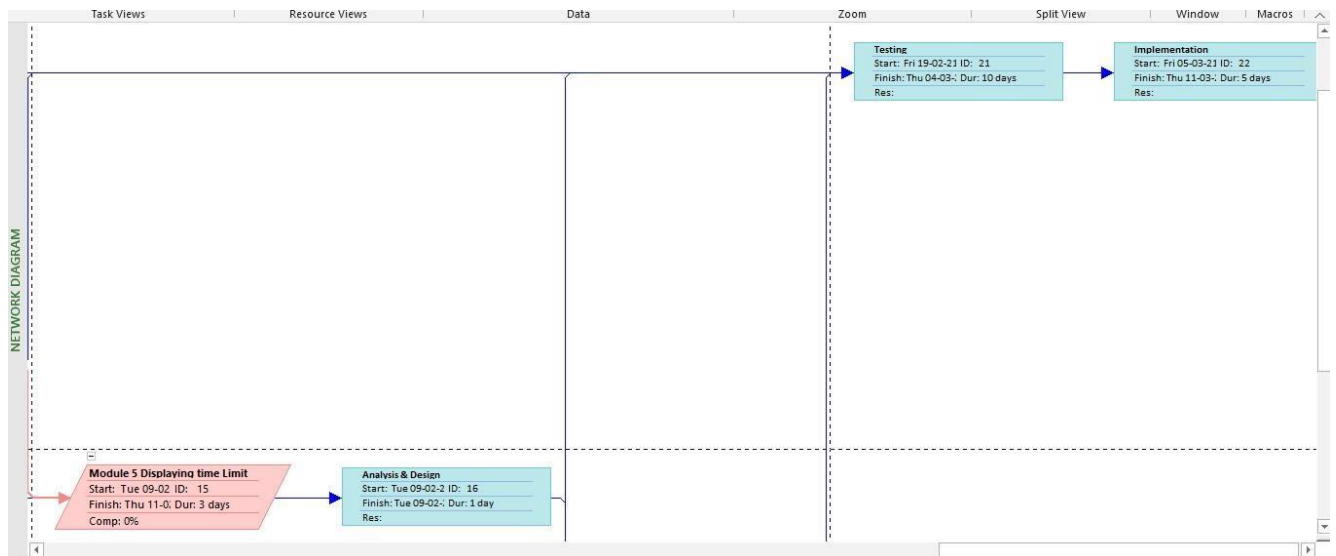 Task Views Resource Views Data Zoom Split View Window Macros
NETWORK DIAGRAM
Testing
Start: Fri 19-02-21 ID: 21
Finish: Thu 04-03-: Dur: 10 days
Res:
Implementation
Start: Fri 05-03-21 ID: 22
Finish: Thu 11-03-: Dur: 5 days
Res:
Module 5 Displaying time Limit
Start: Tue 09-02 ID: 15
Finish: Thu 11-0: Dur: 3 days
Comp: 0%
Analysis & Design
Start: Tue 09-02-2 ID: 16
Finish: Tue 09-02-: Dur: 1 day
Res: